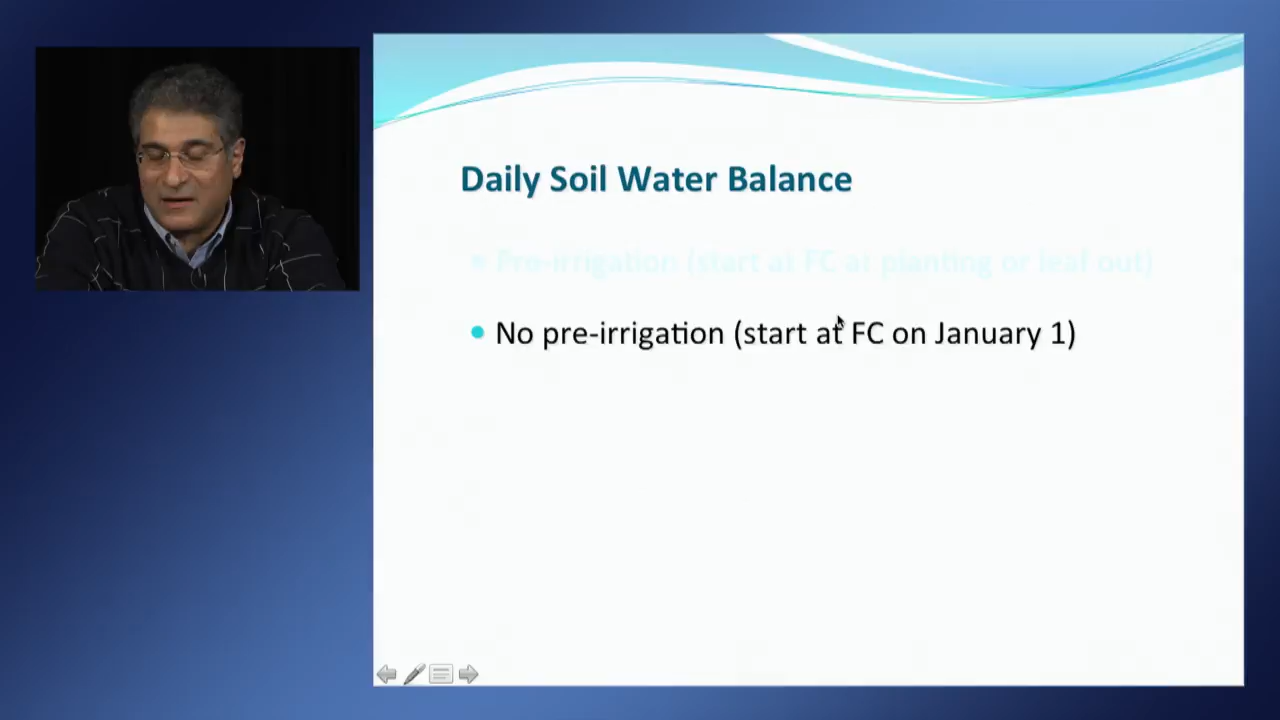 Daily Soil Water Balance
• Pre-irrigation (start at FC at planting or leaf out)
• No pre-irrigation (start at FC on January 1)